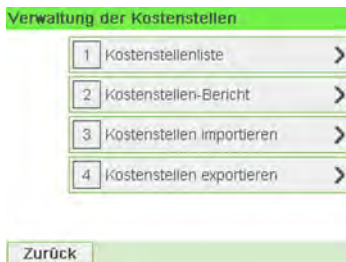 Verwaltung der Kostenstellen
1 Kostenstellenliste
2 Kostenstellen-Bericht
3 Kostenstellen importieren
4 Kostenstellen exportieren
Zurück